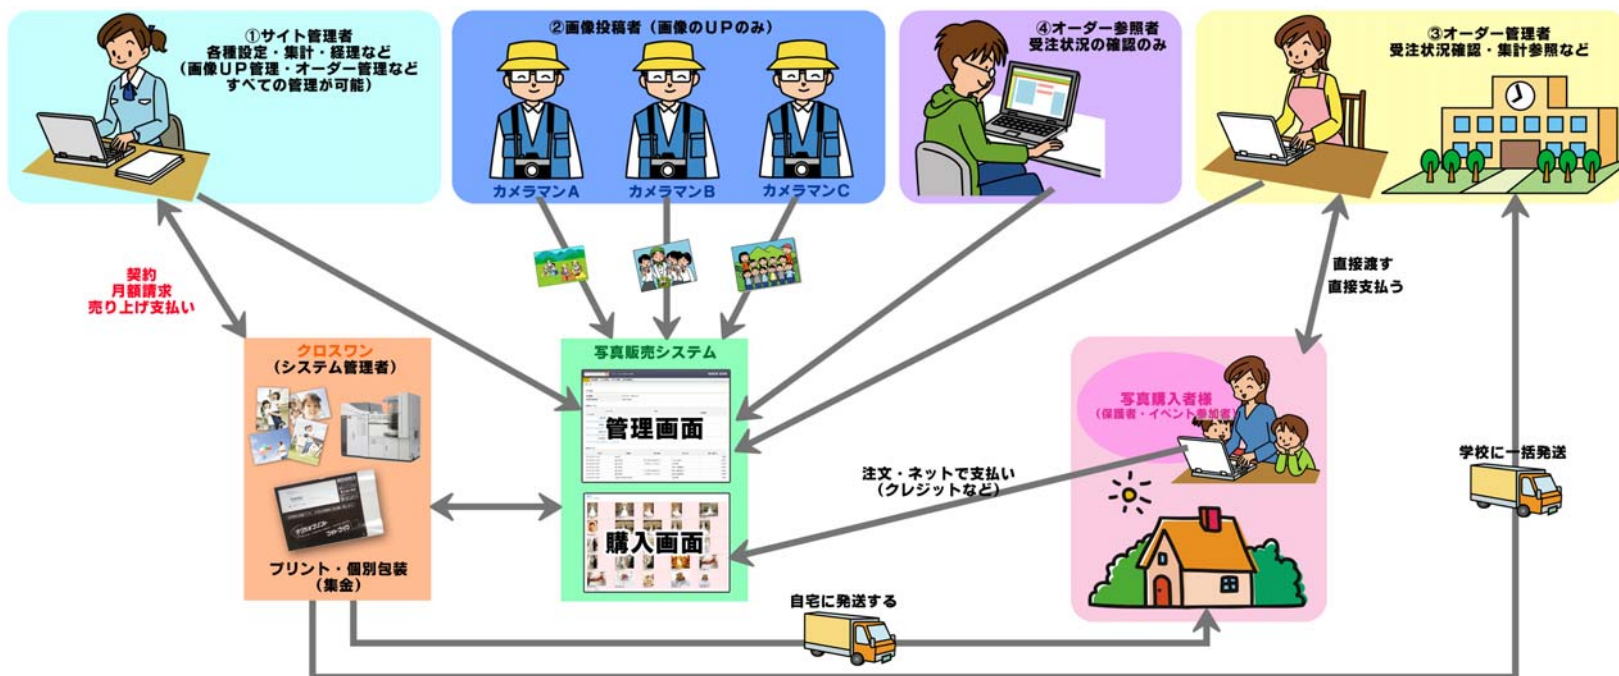 ①サイト管理者
各種設定・集計・経理など
(画像UP管理・オーダー管理など
すべての管理が可能)
②画像投稿者(画像のUPのみ)
カメラマンA
カメラマンB
カメラマンC
④オーダー参照者
受注状況の確認のみ
③オーダー管理者
受注状況確認・集計参照など
契約
月額請求
売り上げ支払い
直接渡す
直接支払う
クロスワン
(システム管理者)
プリント・個別包装
(集金)
写真販売システム
管理画面
購入画面
注文・ネットで支払い
(クレジットなど)
写真購入者様
(保護者・イベント参加者)
学校に一括発送
自宅に発送する